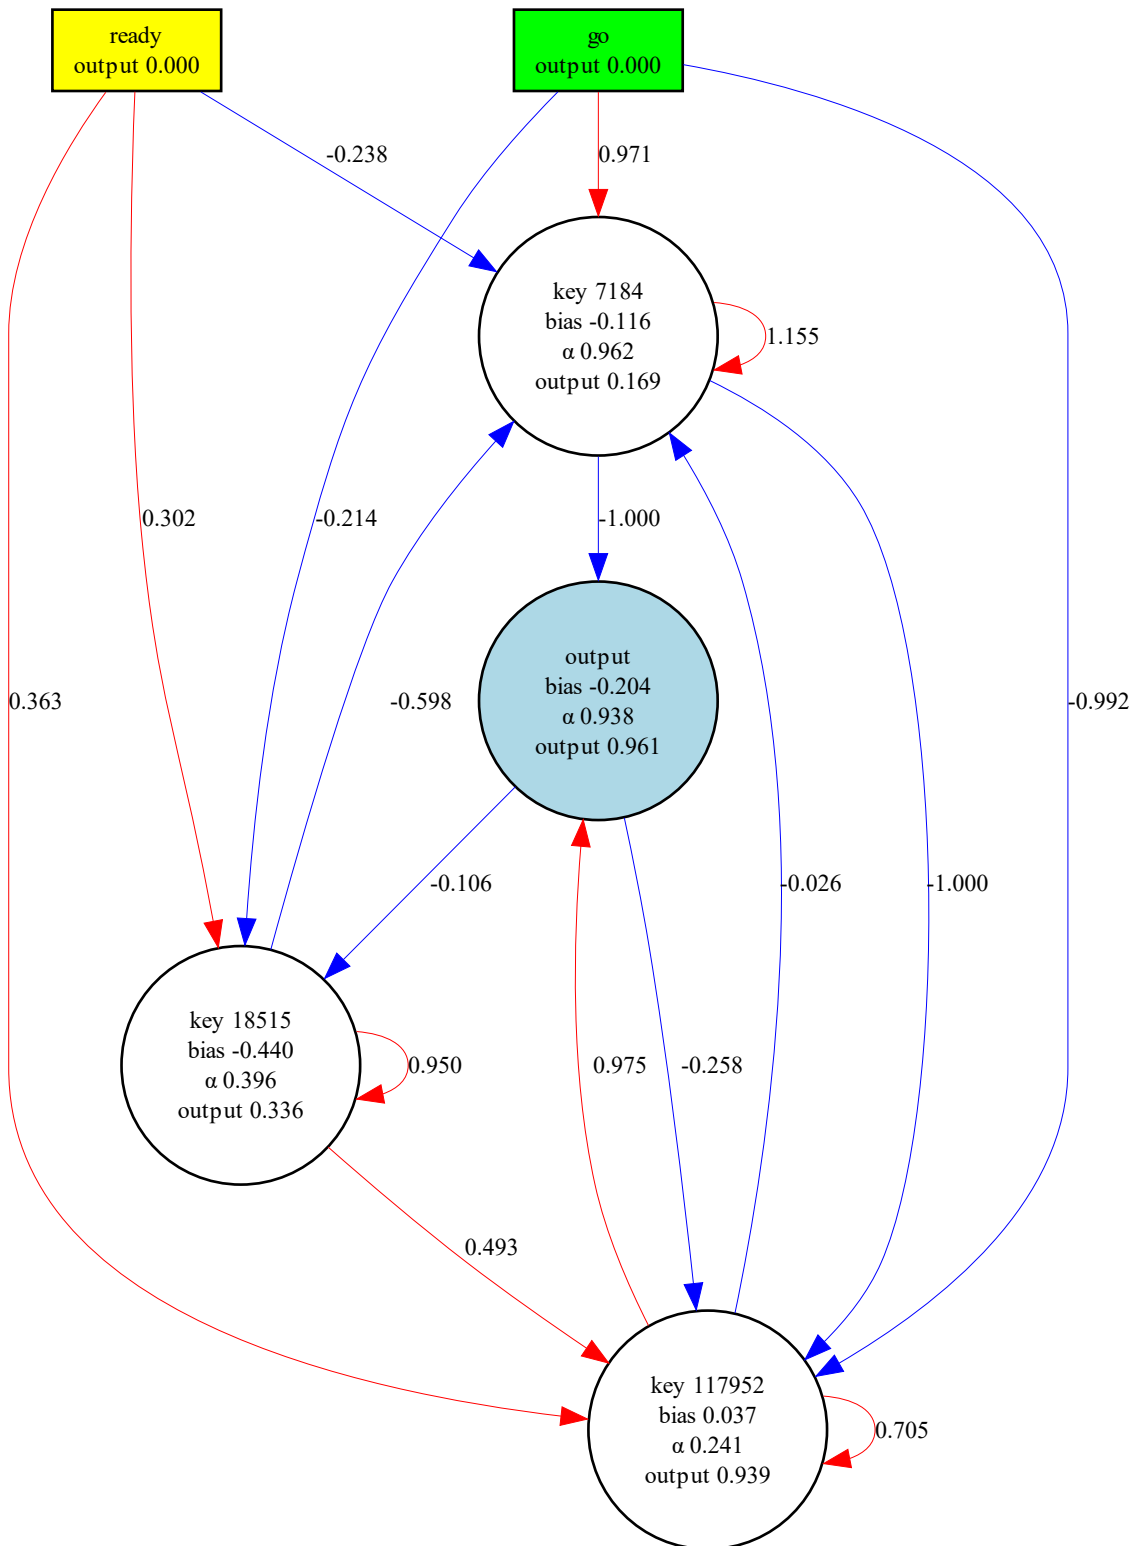 ready
output 0.000
go
output 0.000
-0.238
0.971
key 7184
bias -0.116
α 0.962
output 0.169
1.155
0.302
-0.214
-1.000
output
bias -0.204
α 0.938
output 0.961
0.363
-0.598
-0.992
-0.106
-0.026
-1.000
key 18515
bias -0.440
α 0.396
output 0.336
0.950
0.975
-0.258
0.493
key 117952
bias 0.037
α 0.241
output 0.939
0.705